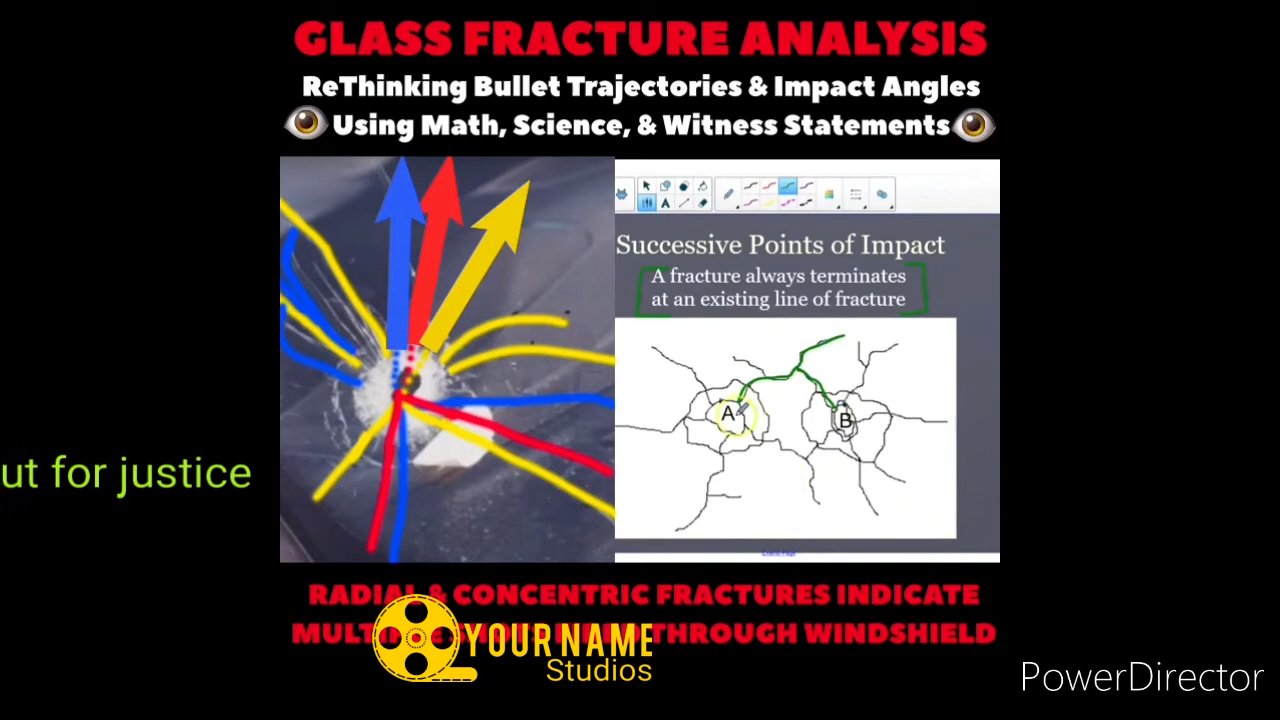 GLASS FRACTURE ANALYSIS
ReThinking Bullet Trajectories & Impact Angles
Using Math, Science, & Witness Statements
Successive Points of Impact
A fracture always terminates
at an existing line of fracture
A
B
ut for justice
RADIAL & CONCENTRIC FRACTURES INDICATE
THROUGH WINDSHIELD
YOUR NAME
Studios
PowerDirector